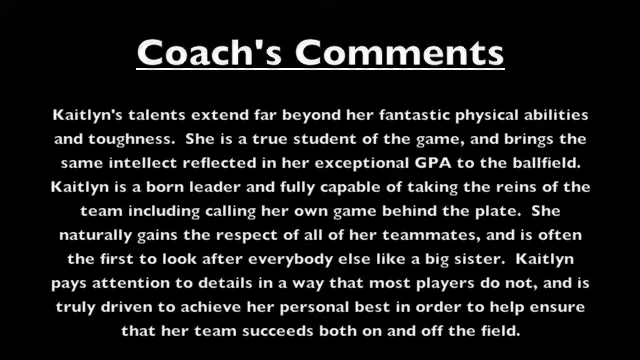 Coach's Comments
Kaitlyn's talents extend far beyond her fantastic physical abilities
and toughness.  She is a true student of the game, and brings the
same intellect reflected in her exceptional GPA to the ballfield.
Kaitlyn is a born leader and fully capable of taking the reins of the
team including calling her own game behind the plate.  She
naturally gains the respect of all of her teammates, and is often
the first to look after everybody else like a big sister.  Kaitlyn
pays attention to details in a way that most players do not, and is
truly driven to achieve her personal best in order to help ensure
that her team succeeds both on and off the field.